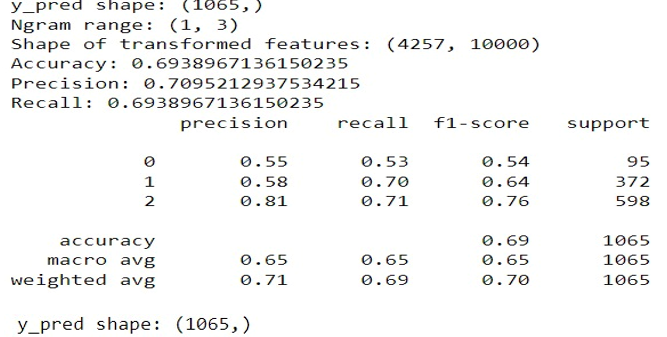 y_pred shape: (1065,)
Ngram range: (1, 3)
Shape of transformed features: (4257, 10000)
Accuracy: 0.6938967136150235
Precision: 0.7095212937534215
Recall: 0.6938967136150235
precision recall f1-score support
0 0.55 0.53 0.54 95
1 0.58 0.70 0.64 372
2 0.81 0.71 0.76 598
accuracy 0.69 1065
macro avg 0.65 0.65 0.65 1065
weighted avg 0.71 0.69 0.70 1065
y_pred shape: (1065,)